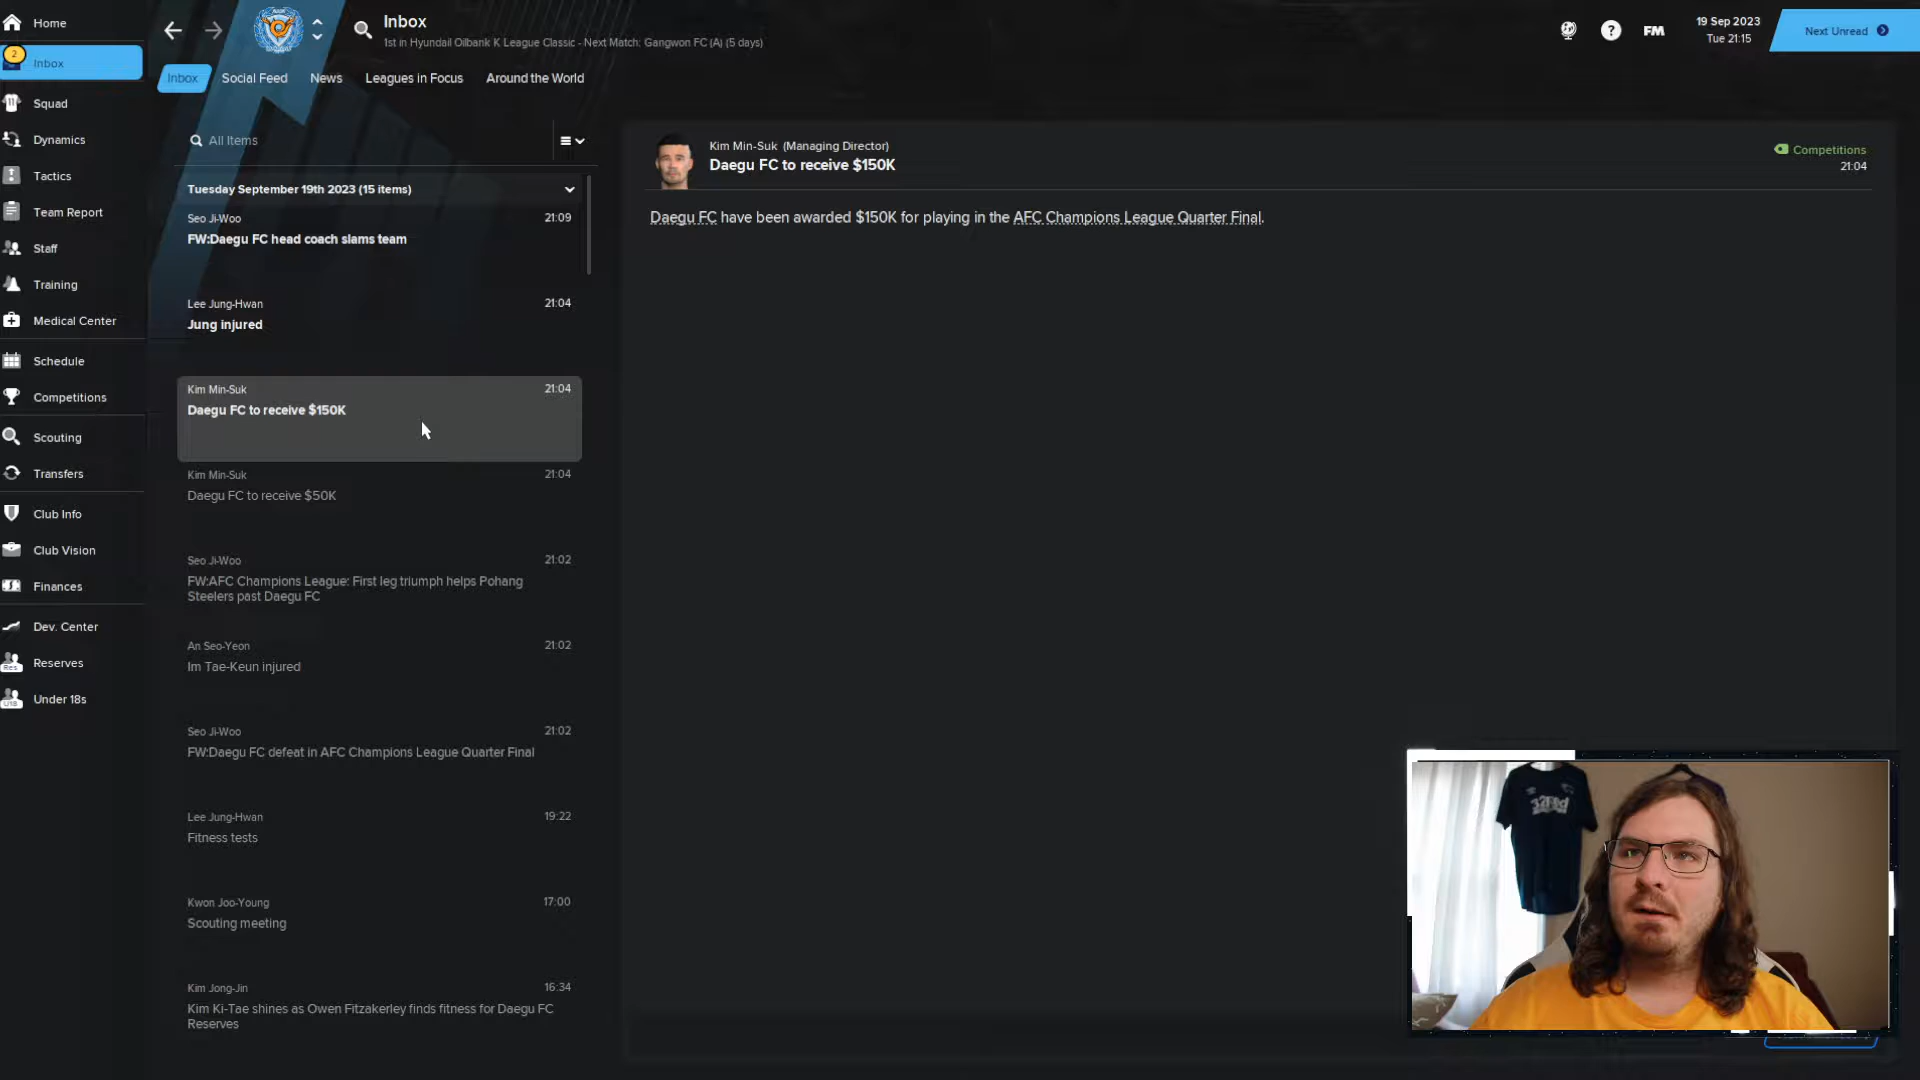 Home
2
Inbox
Squad
Dynamics
Tactics
Team Report
Staff
Training
Medical Center
Schedule
Competitions
Scouting
Transfers
Club Info
Club Vision
Finances
Dev. Center
Reserves
Under 18s
Inbox
1st in Hyundail Oilbank K League Classic - Next Match: Gangwon FC (A) (5 days)
FM
19 Sep 2023
Tue 21:15
Next Unread
Inbox Social Feed News Leagues in Focus Around the World
All Items
Tuesday September 19th 2023 (15 items)
Seo Ji-Woo 21:09
FW:Daegu FC head coach slams team
Lee Jung-Hwan 21:04
Jung injured
Kim Min-Suk 21:04
Daegu FC to receive $150K
Kim Min-Suk 21:04
Daegu FC to receive $50K
Seo Ji-Woo 21:02
FW:AFC Champions League: First leg triumph helps Pohang
Steelers past Daegu FC
An Seo-Yeon 21:02
Im Tae-Keun injured
Seo Ji-Woo 21:02
FW:Daegu FC defeat in AFC Champions League Quarter Final
Lee Jung-Hwan 19:22
Fitness tests
Kwon Joo-Young 17:00
Scouting meeting
Kim Jong-Jin 16:34
Kim Ki-Tae shines as Owen Fitzakerley finds fitness for Daegu FC
Reserves
Kim Min-Suk (Managing Director)
Daegu FC to receive $150K
Competitions
21:04
Daegu FC have been awarded $150K for playing in the AFC Champions League Quarter Final.